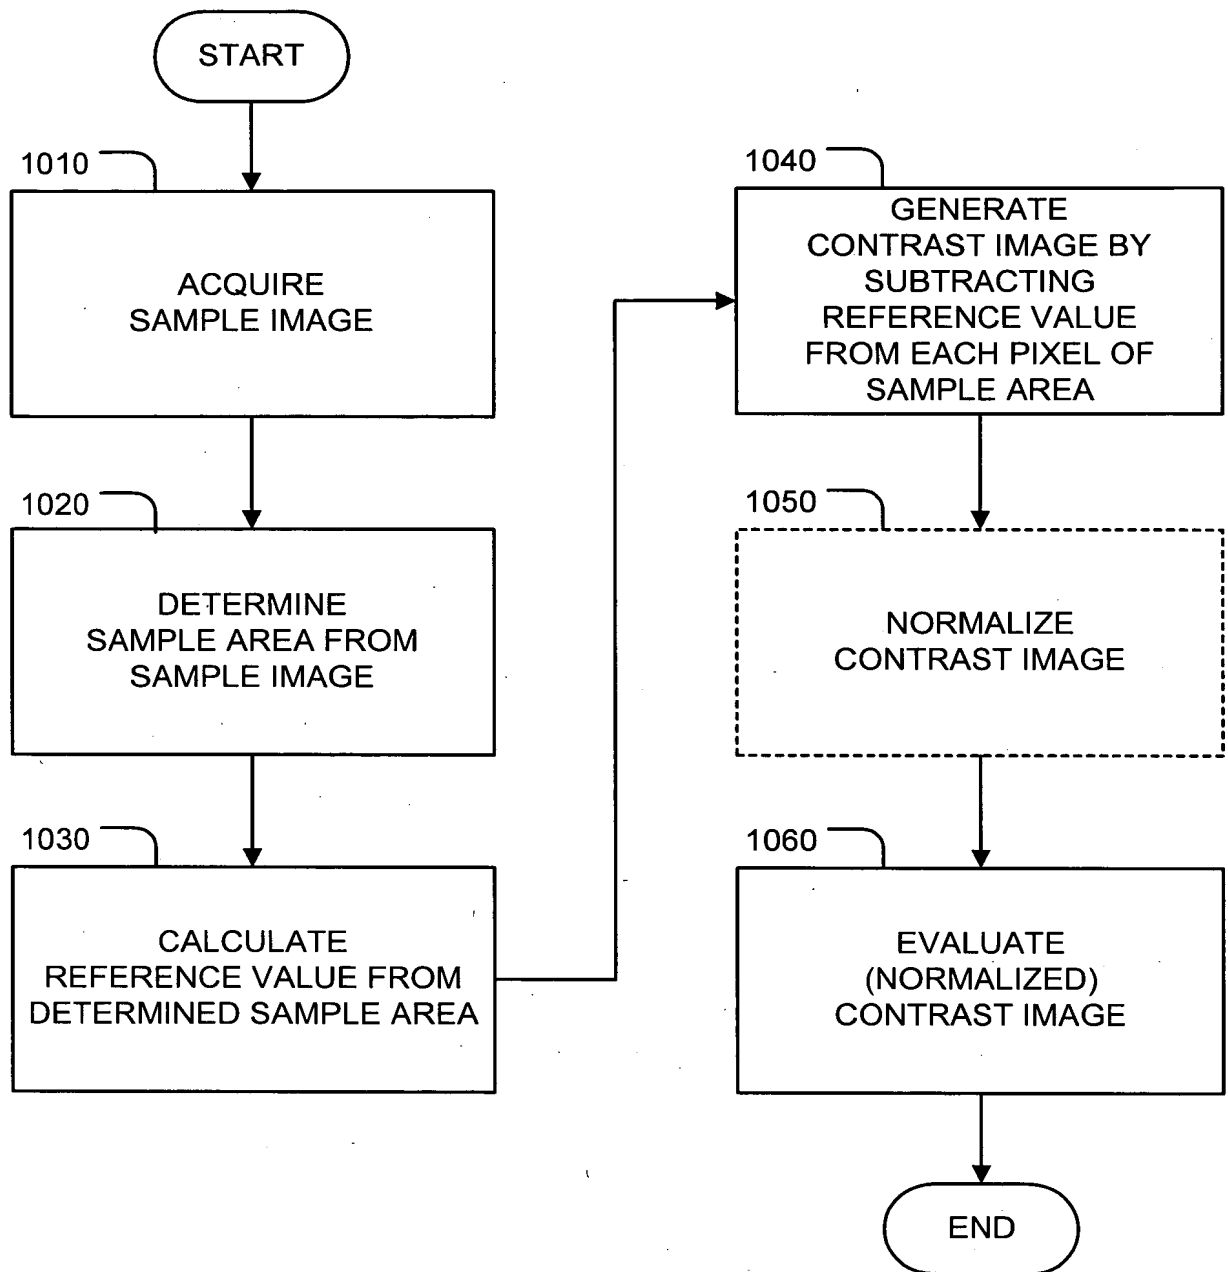 START
1010
ACQUIRE
SAMPLE IMAGE
1020
DETERMINE
SAMPLE AREA FROM
SAMPLE IMAGE
1030
CALCULATE
REFERENCE VALUE FROM
DETERMINED SAMPLE AREA
1040
GENERATE
CONTRAST IMAGE BY
SUBTRACTING
REFERENCE VALUE
FROM EACH PIXEL OF
SAMPLE AREA
1050
NORMALIZE
CONTRAST IMAGE
1060
EVALUATE
(NORMALIZED)
CONTRAST IMAGE
END